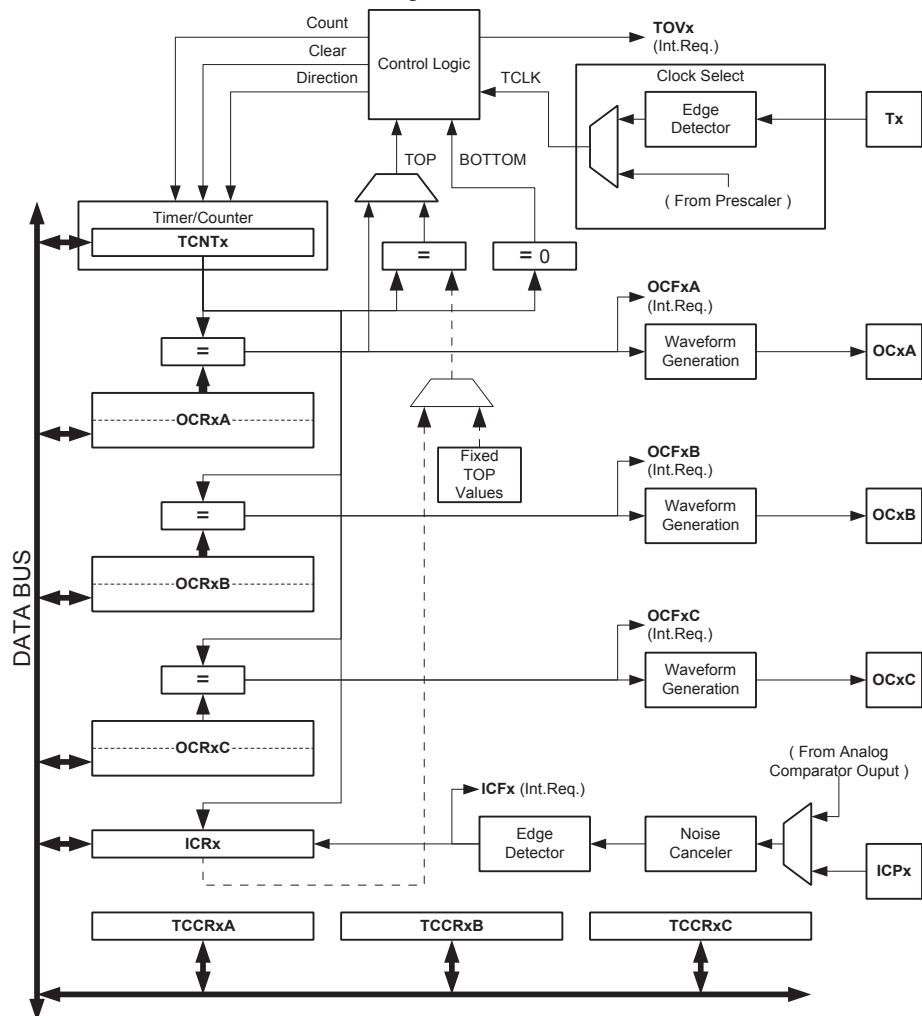 Count
Clear
Direction
Control Logic
TOVx
(Int.Req.)
Clock Select
TCLK
Edge
Detector
Tx
( From Prescaler )
TOP
BOTTOM
Timer/Counter
TCNTx
=
= 0
OCFxA
(Int.Req.)
=
Waveform
Generation
OCxA
OCRxA
Fixed
TOP
Values
OCFxB
(Int.Req.)
=
Waveform
Generation
OCxB
OCRxB
DATA BUS
OCFxC
(Int.Req.)
=
Waveform
Generation
OCxC
OCRxC
( From Analog
Comparator Ouput )
ICFx (Int.Req.)
ICRx
Edge
Detector
Noise
Canceler
ICPx
TCCRxA
TCCRxB
TCCRxC